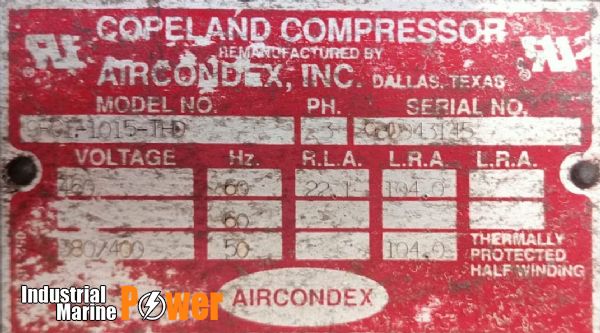 COPELAND COMPRESSOR
REMANUFACTURED BY
AIRCONDEX, INC. DALLAS, TEXAS
MODEL NO. PH. SERIAL NO.
-1015-THD 3
VOLTAGE Hz. R.L.A. L.R.A. L.R.A.
460 60 22.1 104.0
60
380/400 50 104.0
THERMALLY
PROTECTED
HALF WINDING
AIRCONDEX
Industrial
Marine Power